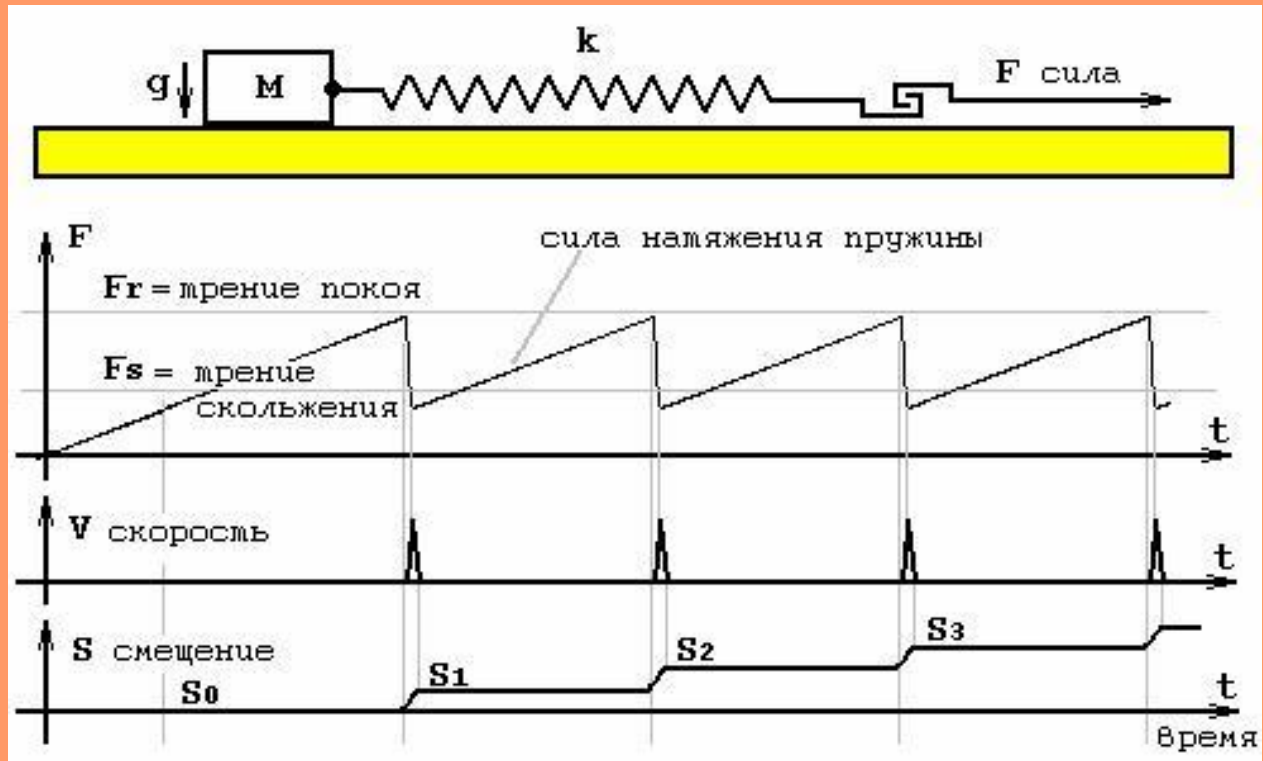 k
g
M
F сила
F
сила натяжения пружины
Fr = трение покоя
Fs = трение
скольжения
t
V скорость
t
S смещение
S0
S1
S2
S3
t
время